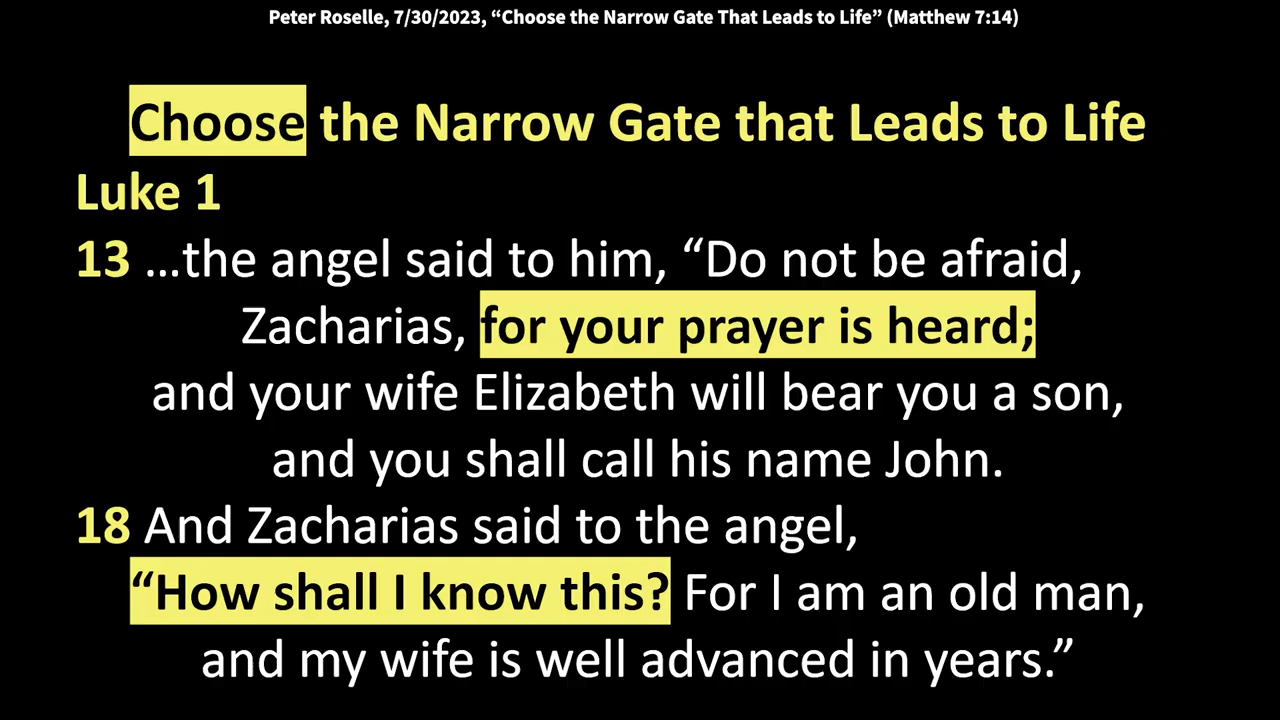 Peter Roselle, 7/30/2023, “Choose the Narrow Gate That Leads to Life” (Matthew 7:14)
Choose the Narrow Gate that Leads to Life
Luke 1
13 …the angel said to him, “Do not be afraid,
Zacharias, for your prayer is heard;
and your wife Elizabeth will bear you a son,
and you shall call his name John.
18 And Zacharias said to the angel,
“How shall I know this? For I am an old man,
and my wife is well advanced in years.”